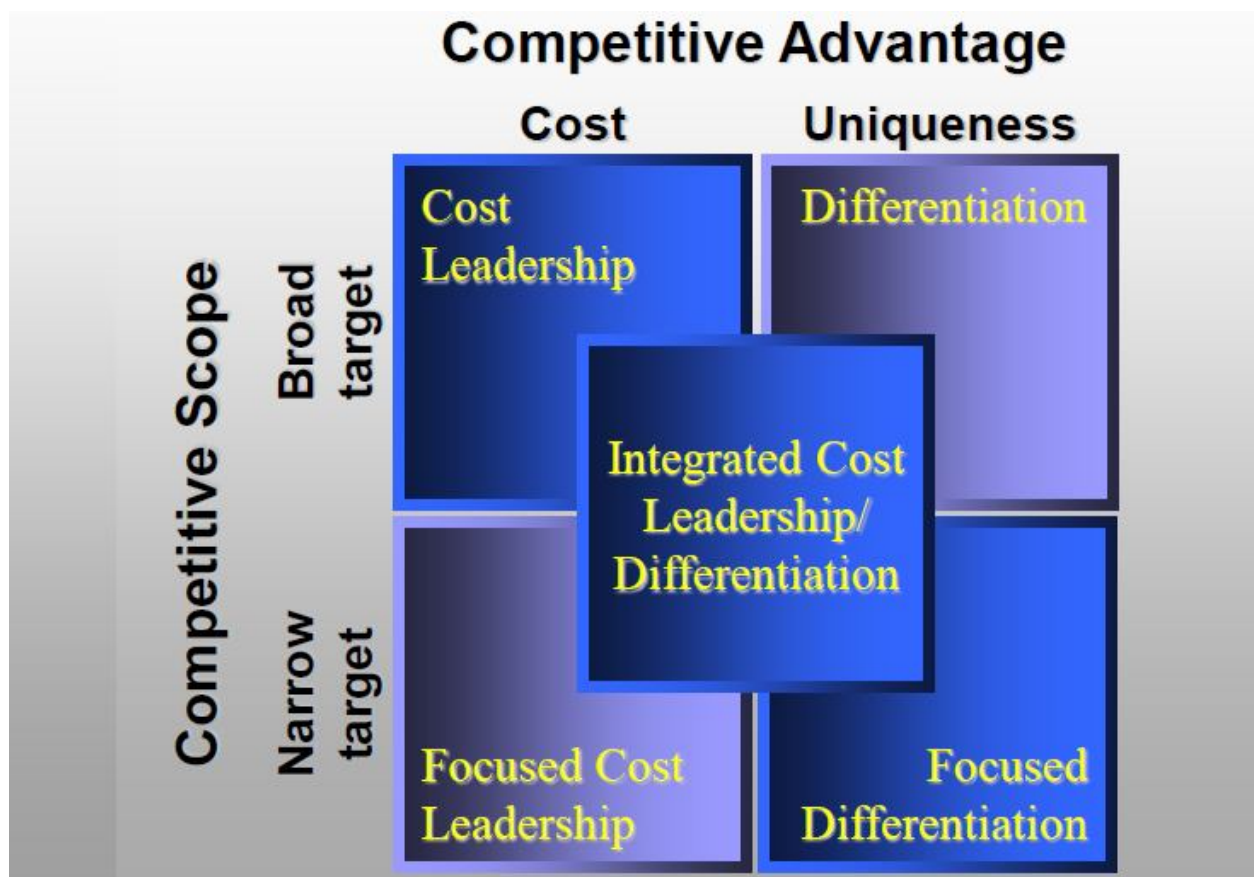 Competitive Advantage
Cost
Uniqueness
Competitive Scope
Broad
target
Cost
Leadership
Differentiation
Integrated Cost
Leadership/
Differentiation
Narrow
target
Focused Cost
Leadership
Focused
Differentiation